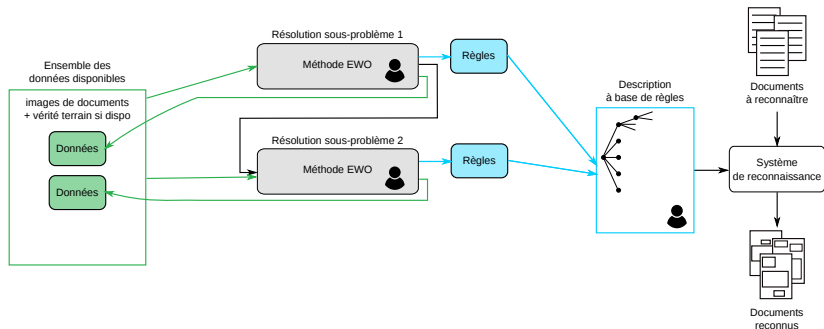 Ensemble des
données disponibles
images de documents
+ vérité terrain si dispo
Données
Données
Résolution sous-problème 1
Méthode EWO
Règles
Résolution sous-problème 2
Méthode EWO
Règles
Description
à base de règles
Documents
à reconnaître
Système
de reconnaissance
Documents
reconnus